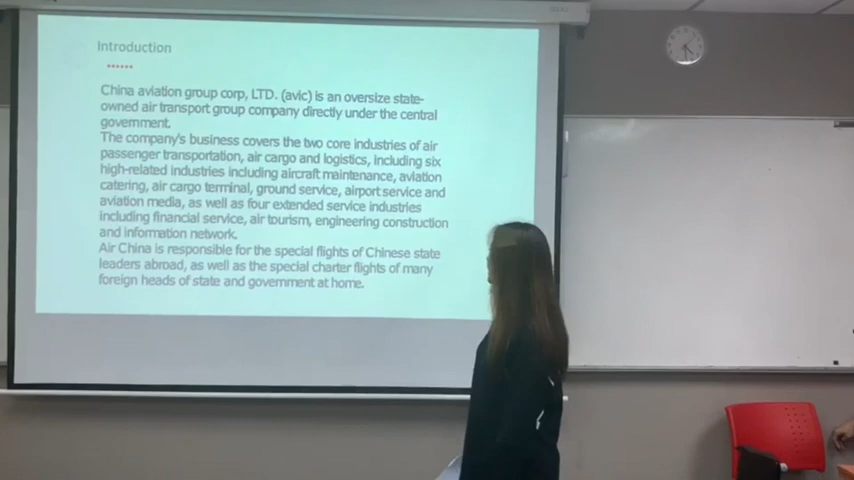 Introduction
China aviation group corp, LTD. (avic) is an oversize state-
owned air transport group company directly under the central
government.
The company's business covers the two core industries of air
passenger transportation, air cargo and logistics, including six
high-related industries including aircraft maintenance, aviation
catering, air cargo terminal, ground service, airport service and
aviation media, as well as four extended service industries
including financial service, air tourism, engineering construction
and information network.
Air China is responsible for the special flights of Chinese state
leaders abroad, as well as the special charter flights of many
foreign heads of state and government at home.